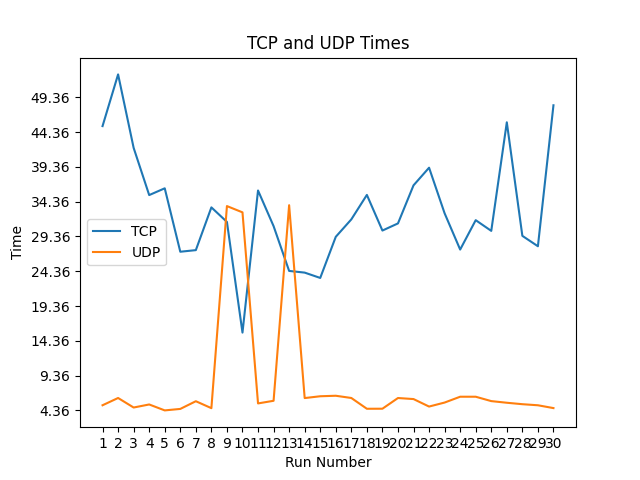 TCP and UDP Times
49.36
44.36
39.36
34.36
29.36
24.36
19.36
14.36
9.36
4.36
Time
TCP
UDP
1 2 3 4 5 6 7 8 9 10 11 12 13 14 15 16 17 18 19 20 21 22 23 24 25 26 27 28 29 30
Run Number